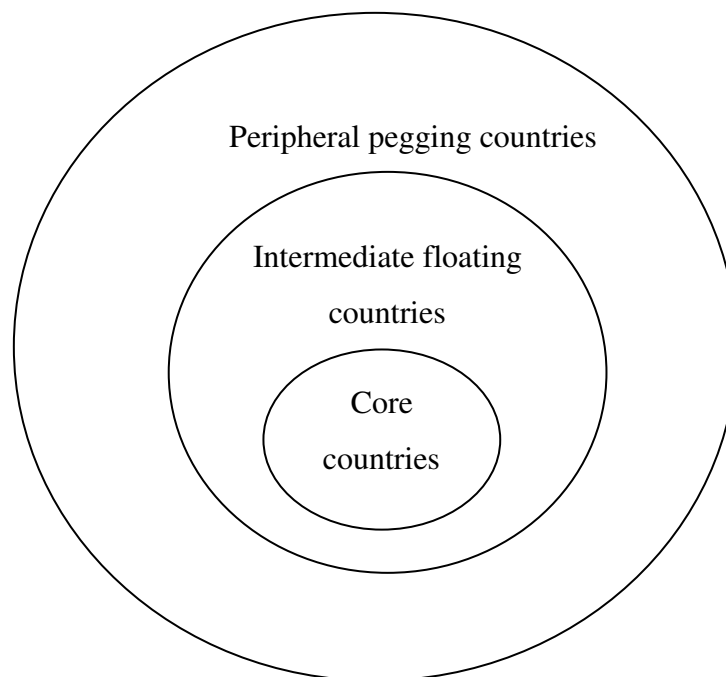 Peripheral pegging countries
Intermediate floating
countries
Core
countries